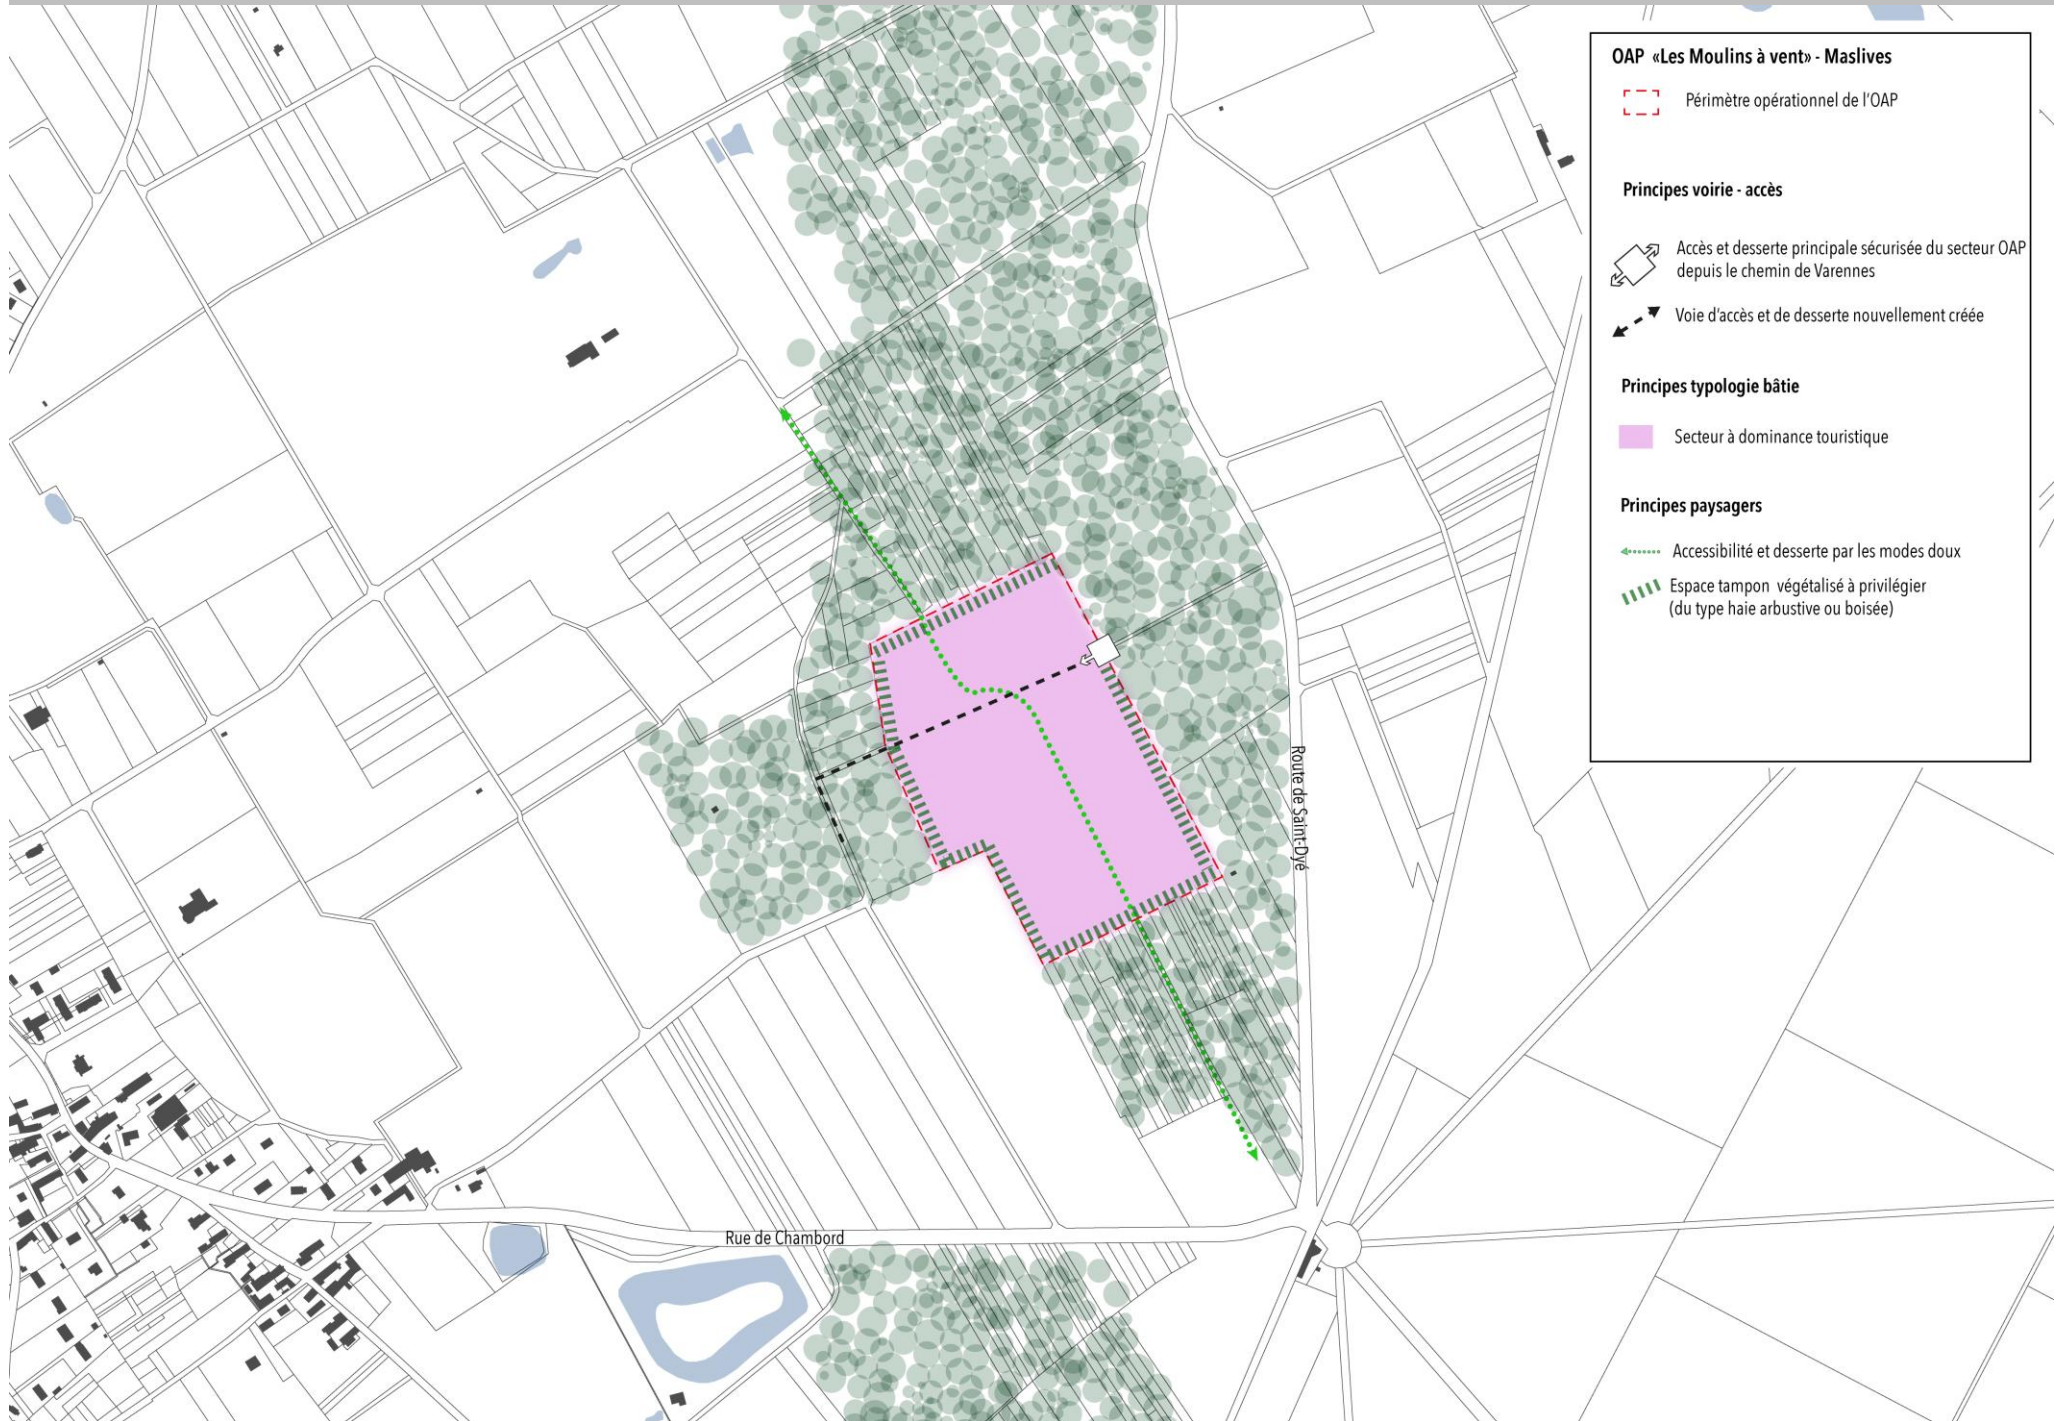 OAP «Les Moulins à vent» - Maslives
Périmètre opérationnel de l'OAP
Principes voirie - accès
Accès et desserte principale sécurisée du secteur OAP
depuis le chemin de Varennes
Voie d'accès et de desserte nouvellement créée
Principes typologie bâtie
Secteur à dominance touristique
Principes paysagers
Accessibilité et desserte par les modes doux
Espace tampon végétalisé à privilégier
(du type haie arbustive ou boisée)
Route de Saint-Dyé
Rue de Chambord